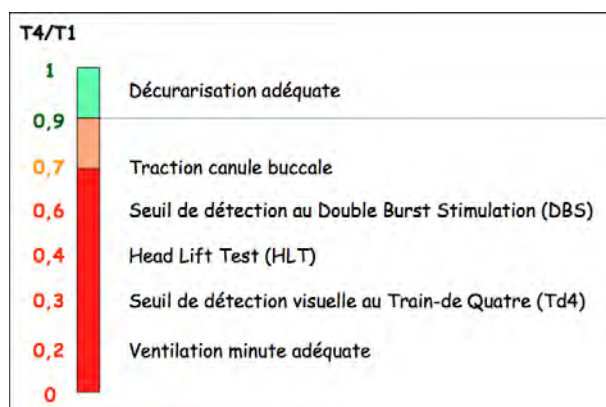 T4/T1
1
Décurarisation adéquate
0,9
0,7 Traction canule buccale
0,6 Seuil de détection au Double Burst Stimulation (DBS)
0,4 Head Lift Test (HLT)
0,3 Seuil de détection visuelle au Train-de Quatre (Td4)
0,2 Ventilation minute adéquate
0